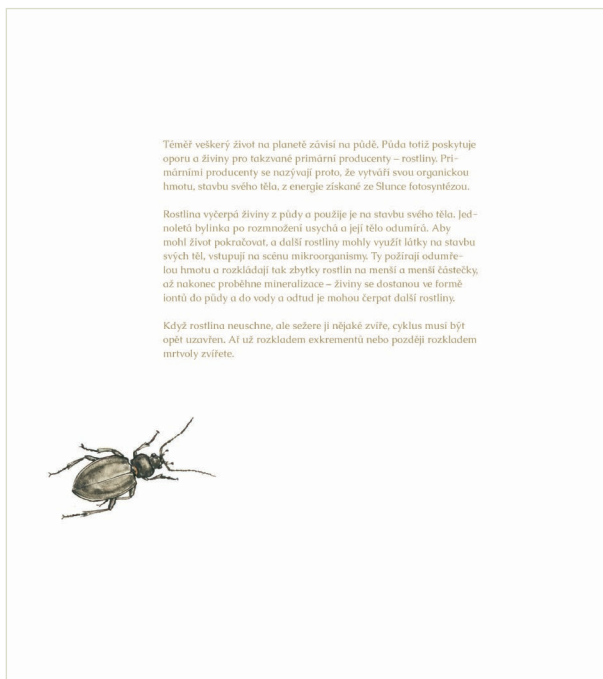 Téměř veškerý život na planetě závisí na půdě. Půda totiž poskytuje
oporu a živiny pro takzvané primární producenty – rostliny. Pri-
márními producenty se nazývají proto, že vytváří svou organickou
hmotu, stavbu svého těla, z energie získané ze Slunce fotosyntézou.
Rostlina vyčerpá živiny z půdy a použije je na stavbu svého těla. Jed-
noletá bylinka po rozmnožení usychá a její tělo odumírá. Aby
mohl život pokračovat, a další rostliny mohly využít látky na stavbu
svých těl, vstupují na scénu mikroorganismy. Ty požírají odumře-
lou hmotu a rozkládají tak zbytky rostlin na menší a menší částečky,
až nakonec proběhne mineralizace – živiny se dostanou ve formě
iontů do půdy a do vody a odtud je mohou čerpat další rostliny.
Když rostlina neuschne, ale sežere ji nějaké zvíře, cyklus musí být
opět uzavřen. Ař už rozkladem exkrementů nebo později rozkladem
mrtvoly zvířete.